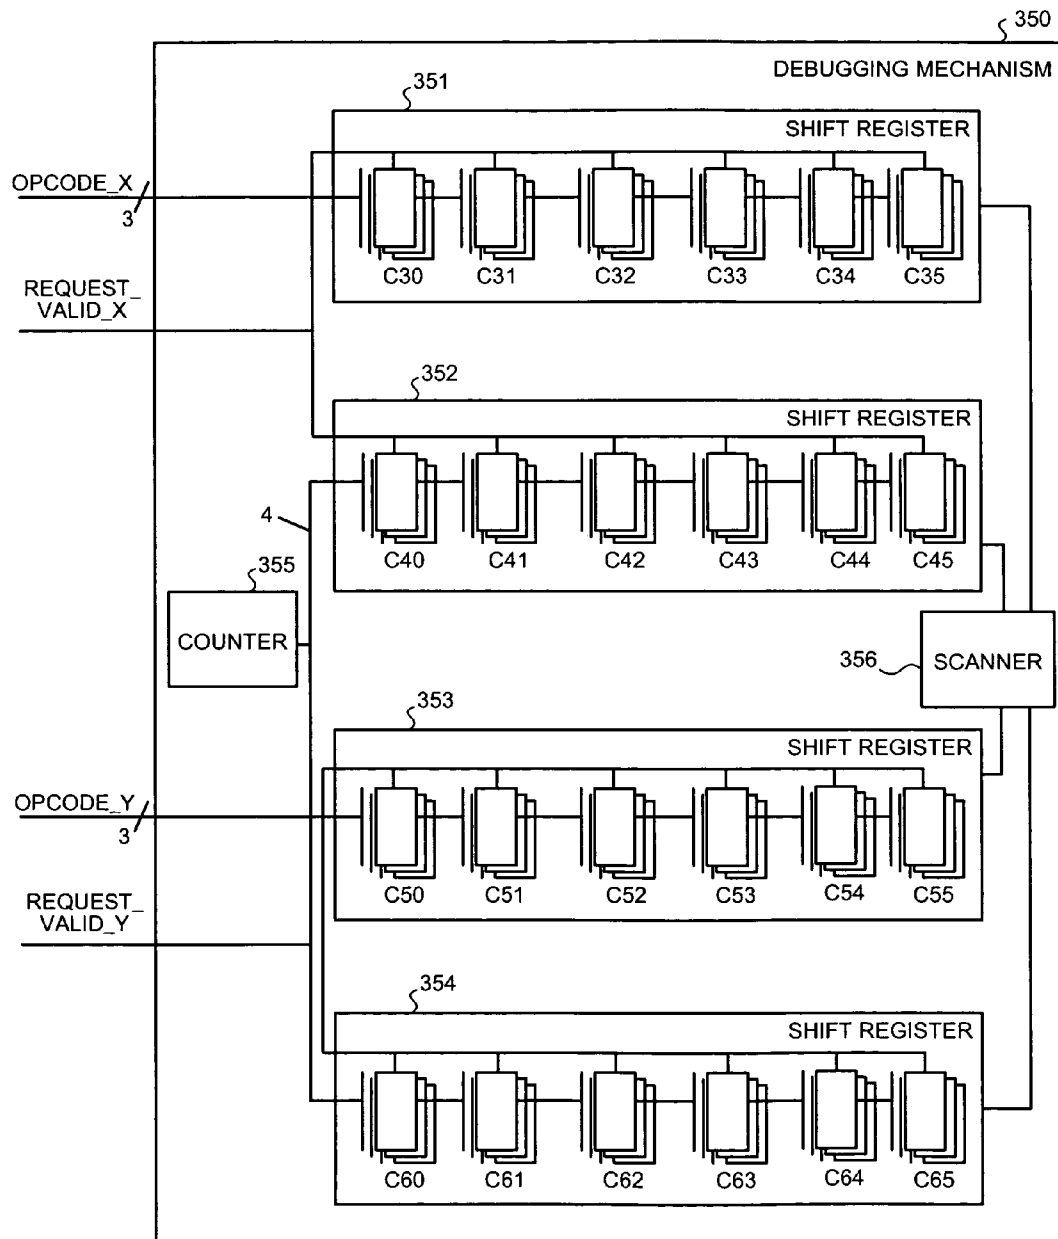 350
DEBUGGING MECHANISM
351
SHIFT REGISTER
OPCODE_X
3
C30 C31 C32 C33 C34 C35
REQUEST_
VALID_X
352
SHIFT REGISTER
4
C40 C41 C42 C43 C44 C45
355
COUNTER
356
SCANNER
353
SHIFT REGISTER
OPCODE_Y
3
C50 C51 C52 C53 C54 C55
REQUEST_
VALID_Y
354
SHIFT REGISTER
C60 C61 C62 C63 C64 C65